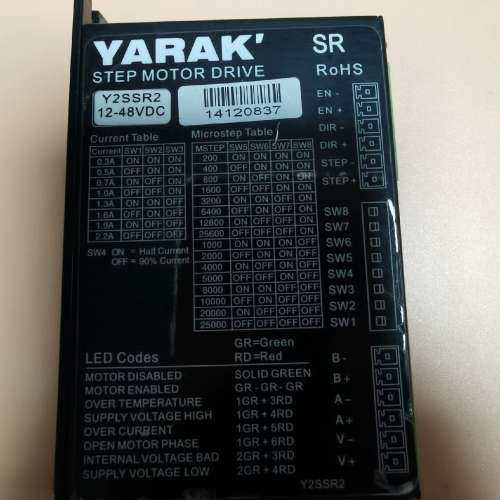 YARAK' SR
STEP MOTOR DRIVE RoHS
Y2SSR2
12-48VDC
14120837
EN -
EN +
DIR -
DIR +
STEP -
STEP +
SW8
SW7
SW6
SW5
SW4
SW3
SW2
SW1
B -
B +
A -
A +
V -
V +
Current Table
Current SW1 SW2 SW3
0.3A ON ON ON
0.5A OFF ON ON
0.7A ON OFF ON
1.0A OFF OFF ON
1.3A ON ON OFF
1.6A OFF ON OFF
1.9A ON OFF OFF
2.2A OFF OFF OFF
SW4 ON = Half Current
OFF = 90% Current
Microstep Table
MSTEP SW5 SW6 SW7 SW8
200 ON ON ON ON
400 OFF ON ON ON
800 ON OFF ON ON
1600 OFF OFF ON ON
3200 ON ON OFF ON
6400 OFF ON OFF ON
12800 ON OFF OFF ON
25600 OFF OFF OFF ON
1000 ON ON ON OFF
2000 OFF ON ON OFF
4000 ON OFF ON OFF
5000 OFF OFF ON OFF
8000 ON ON OFF OFF
10000 OFF ON OFF OFF
20000 ON OFF OFF OFF
25000 OFF OFF OFF OFF
GR=Green
LED Codes RD=Red
MOTOR DISABLED SOLID GREEN
MOTOR ENABLED GR - GR - GR
OVER TEMPERATURE 1GR + 3RD
SUPPLY VOLTAGE HIGH 1GR + 4RD
OVER CURRENT 1GR + 5RD
OPEN MOTOR PHASE 1GR + 6RD
INTERNAL VOLTAGE BAD 2GR + 3RD
SUPPLY VOLTAGE LOW 2GR + 4RD
Y2SSR2